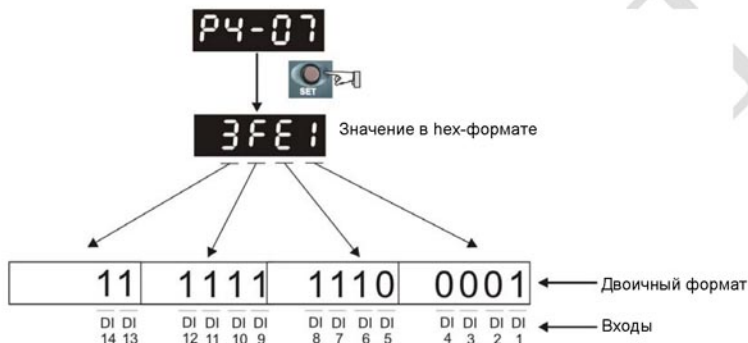 P4-07
SET
3FE1
Значение в hex-формате
11 1111 1110 0001
Двоичный формат
DI DI DI DI DI DI DI DI DI DI DI DI DI DI
14 13 12 11 10 9 8 7 6 5 4 3 2 1
Входы